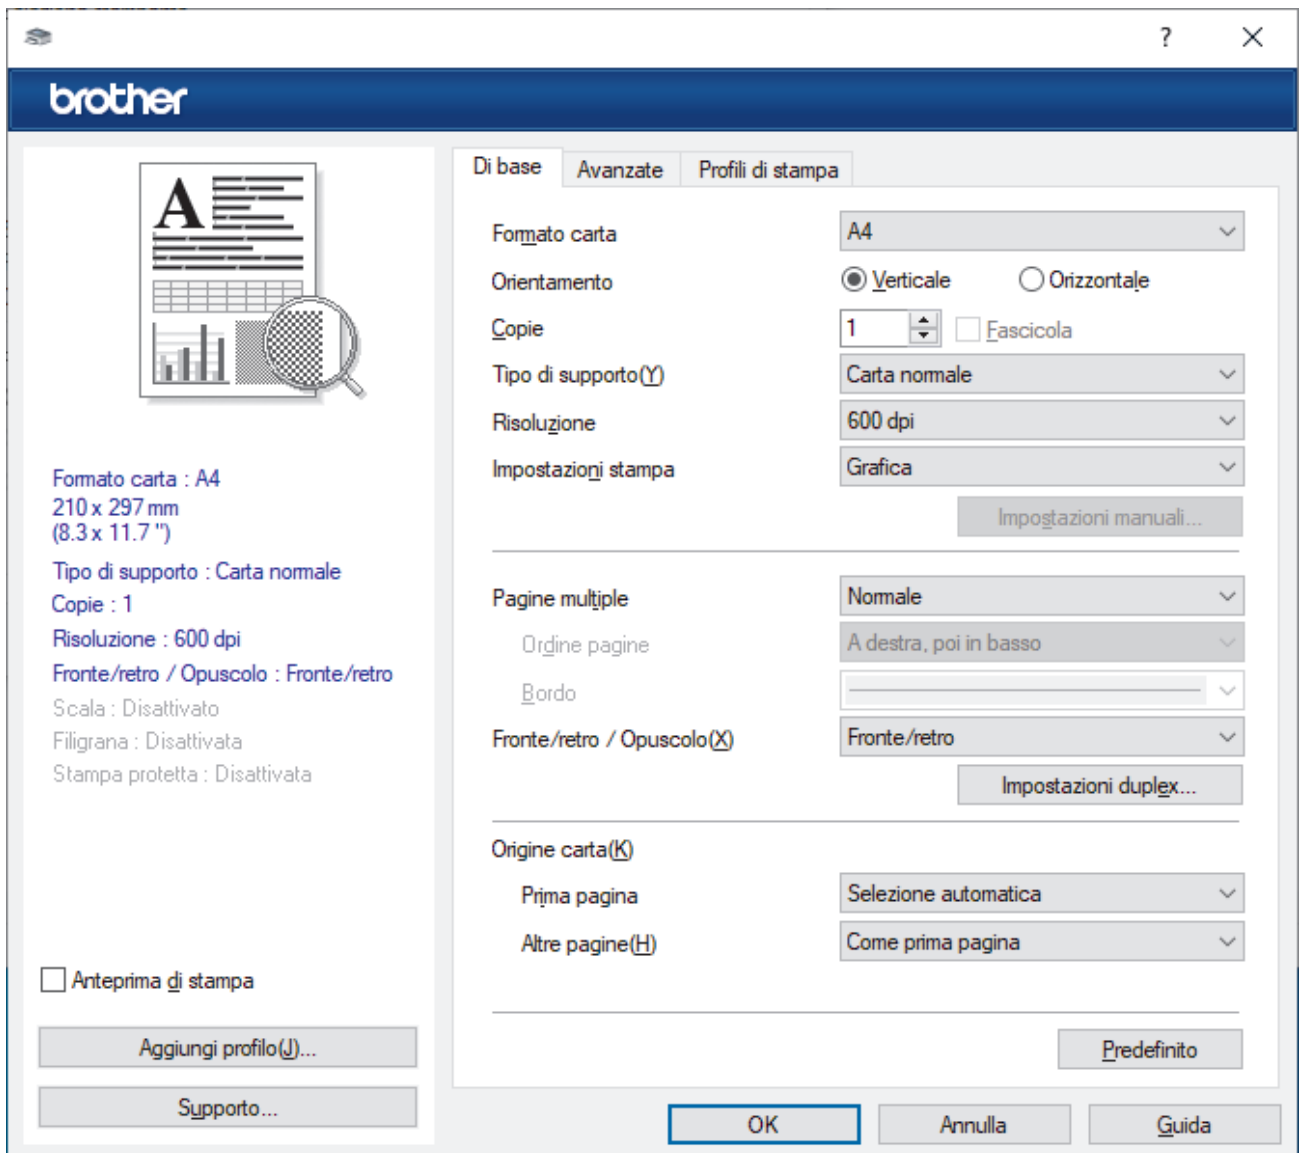 ?
brother
A
Formato carta : A4
210 x 297 mm
(8.3 x 11.7 ")
Tipo di supporto : Carta normale
Copie : 1
Risoluzione : 600 dpi
Fronte/retro / Opuscolo : Fronte/retro
Scala : Disattivato
Filigrana : Disattivata
Stampa protetta : Disattivata
Anteprima di stampa
Aggiungi profilo(J)...
Supporto...
Di base Avanzate Profili di stampa
Formato carta A4
Orientamento Verticale Orizzontale
Copie 1 Fascicola
Tipo di supporto(Y) Carta normale
Risoluzione 600 dpi
Impostazioni stampa Grafica
Impostazioni manuali...
Pagine multiple Normale
Ordine pagine A destra, poi in basso
Bordo
Fronte/retro / Opuscolo(X) Fronte/retro
Impostazioni duplex...
Origine carta(K)
Prima pagina Selezione automatica
Altre pagine(H) Come prima pagina
Predefinito
OK Annulla Guida